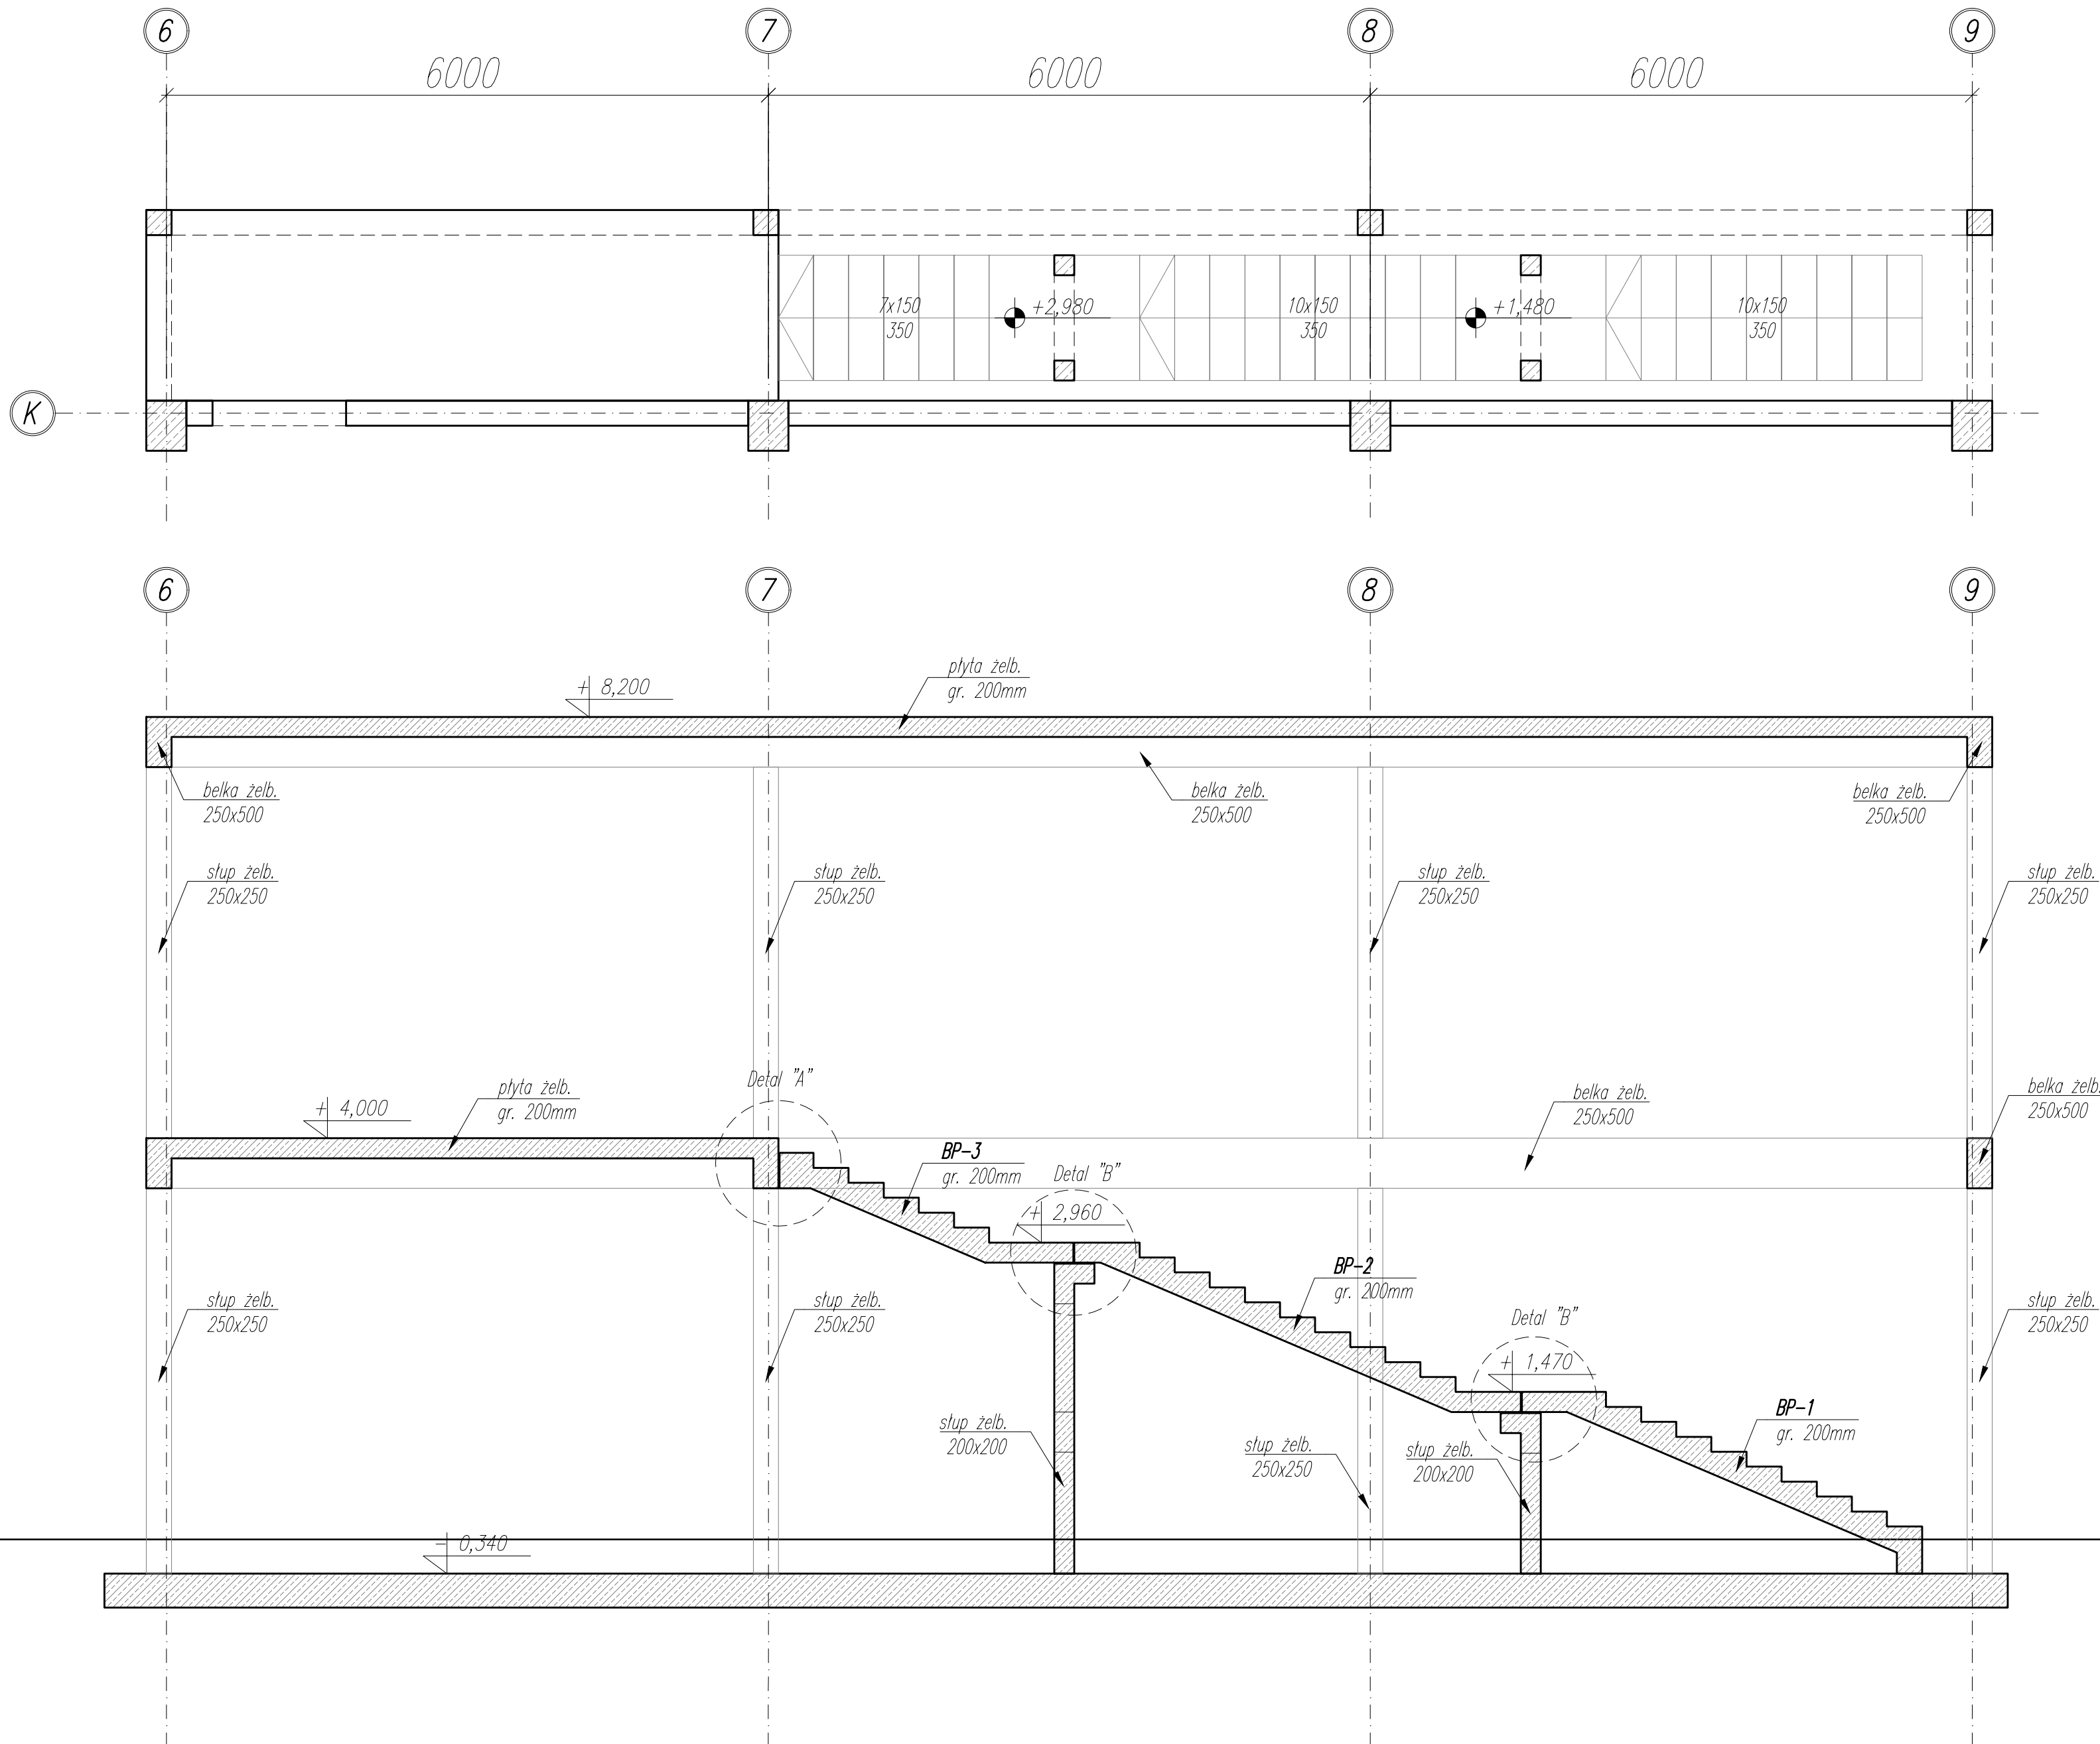 6 7 8 9
6000 6000 6000
7x150
350
+2,980
10x150
350
+1,480
10x150
350
K
6 7 8 9
płyta żelb.
gr. 200mm
+ 8,200
belka żelb.
250x500
belka żelb.
250x500
belka żelb.
250x500
słup żelb.
250x250
słup żelb.
250x250
słup żelb.
250x250
słup żelb.
250x250
Detal "A"
płyta żelb.
gr. 200mm
+ 4,000
belka żelb.
250x500
belka żelb.
250x500
BP-3
gr. 200mm
Detal "B"
+ 2,960
BP-2
gr. 200mm
słup żelb.
250x250
słup żelb.
250x250
słup żelb.
250x250
Detal "B"
+ 1,470
BP-1
gr. 200mm
słup żelb.
200x200
słup żelb.
250x250
słup żelb.
200x200
- 0,340